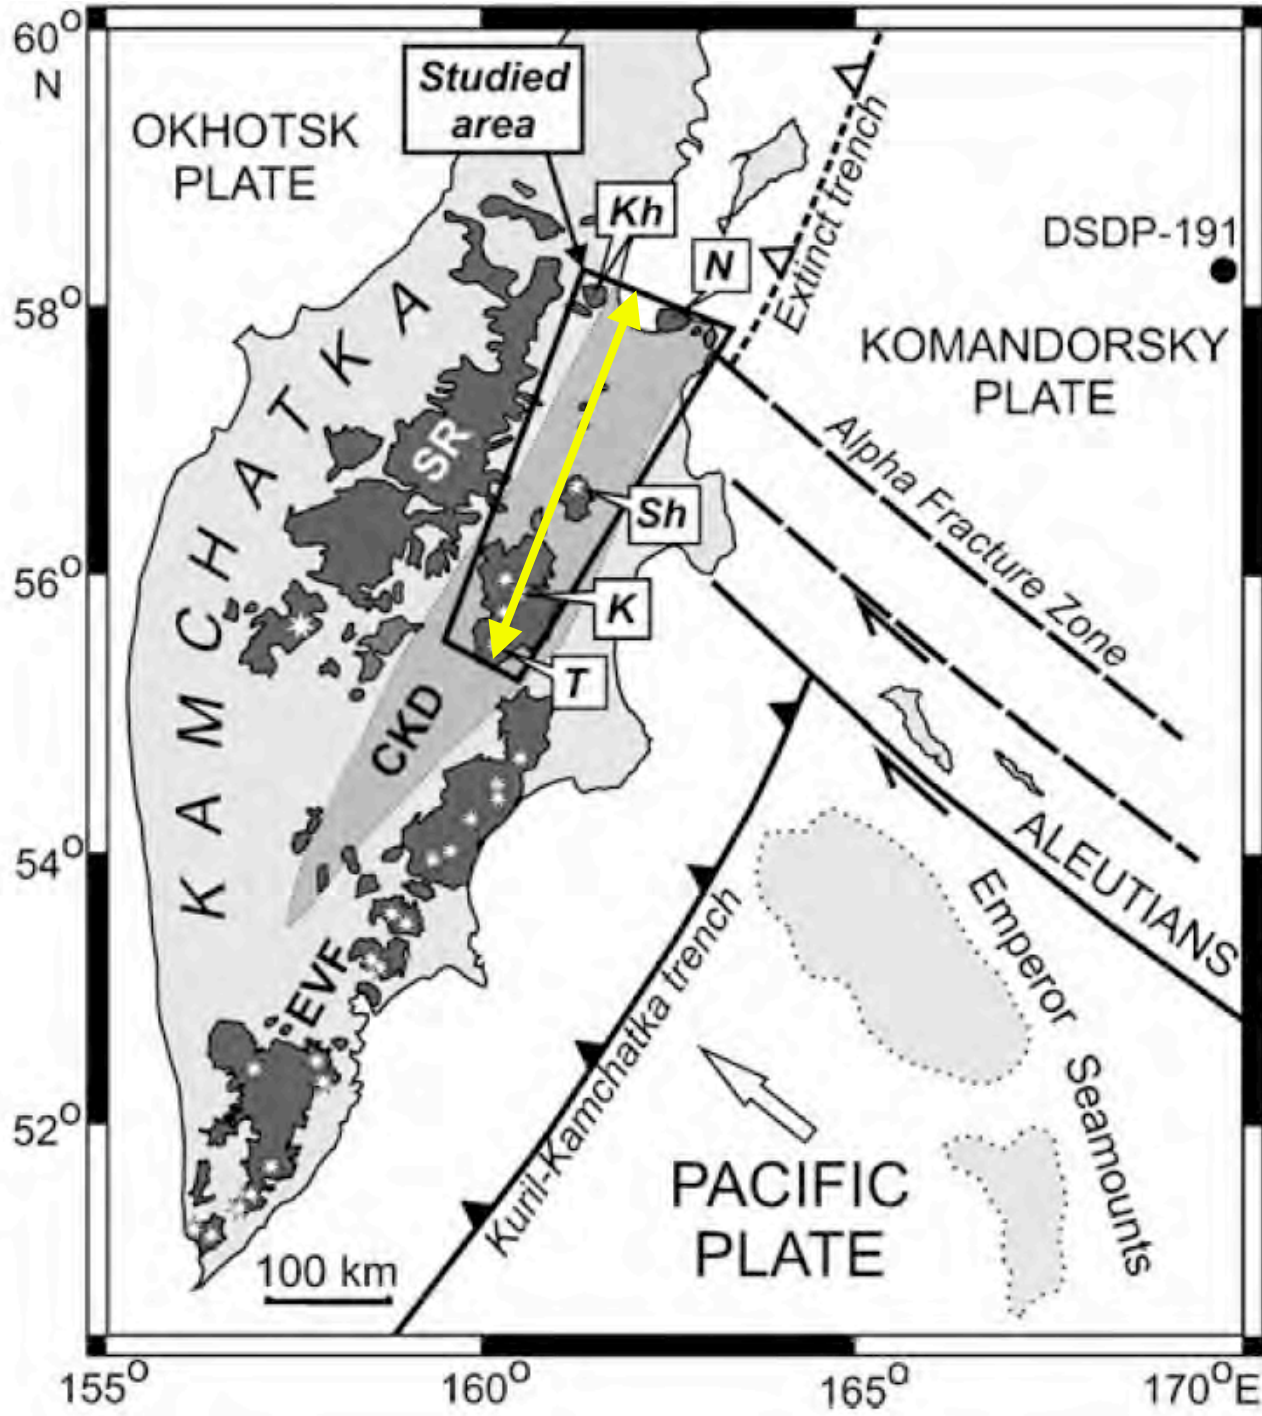 60°
N
Studied
area
OKHOTSK
PLATE
Kh
N
Extinct trench
DSDP-191
58°
KOMANDORSKY
PLATE
KAMCHATKA
SR
Alpha Fracture Zone
Sh
56°
K
T
CKD
54°
ALEUTIANS
Emperor Seamounts
EVF
Kuril-Kamchatka trench
52°
PACIFIC
PLATE
100 km
155° 160° 165° 170°E